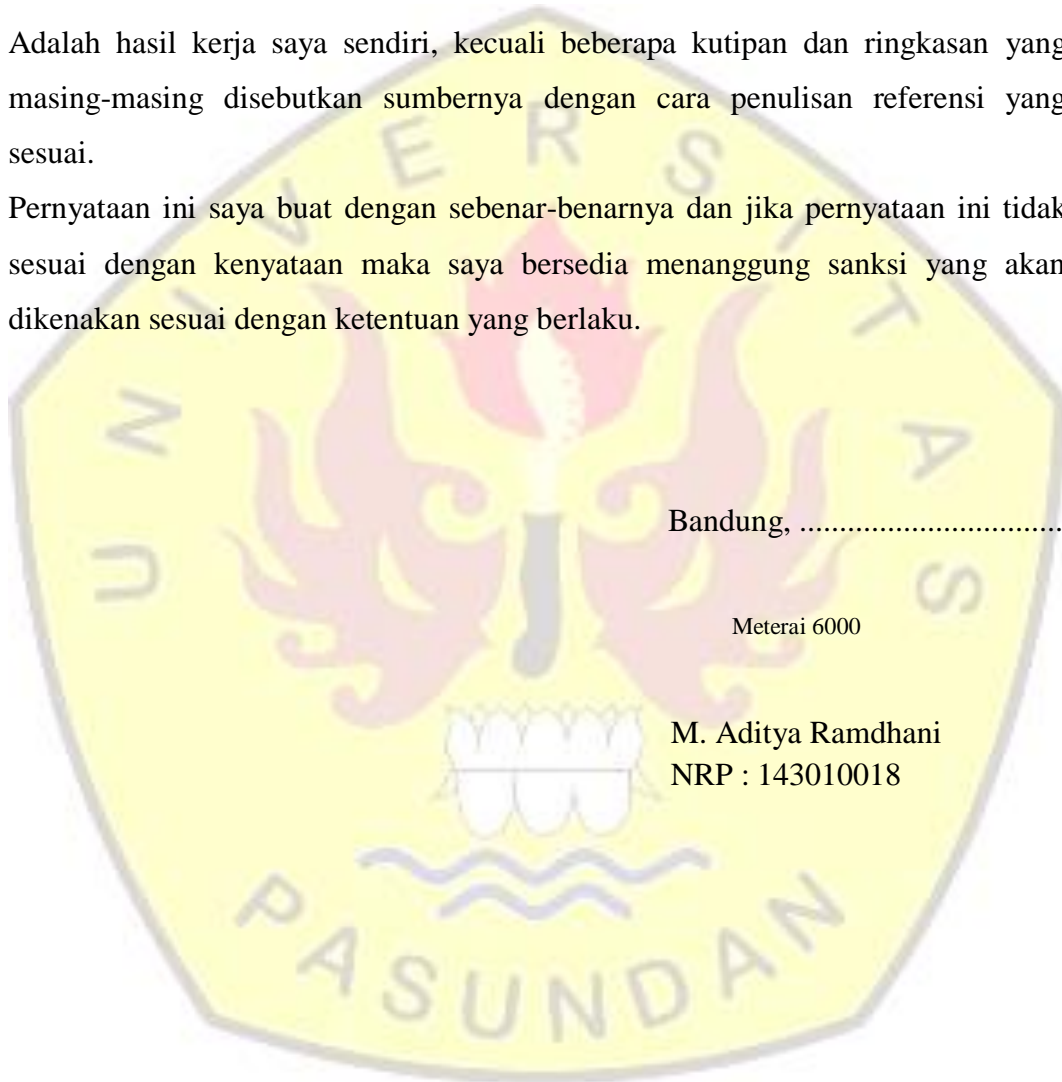 Adalah hasil kerja saya sendiri, kecuali beberapa kutipan dan ringkasan yang
masing-masing disebutkan sumbernya dengan cara penulisan referensi yang
sesuai.
Pernyataan ini saya buat dengan sebenar-benarnya dan jika pernyataan ini tidak
sesuai dengan kenyataan maka saya bersedia menanggung sanksi yang akan
dikenakan sesuai dengan ketentuan yang berlaku.
Bandung, .................................
Meterai 6000
M. Aditya Ramdhani
NRP : 143010018
UNIVERSITAS
PASUNDAN